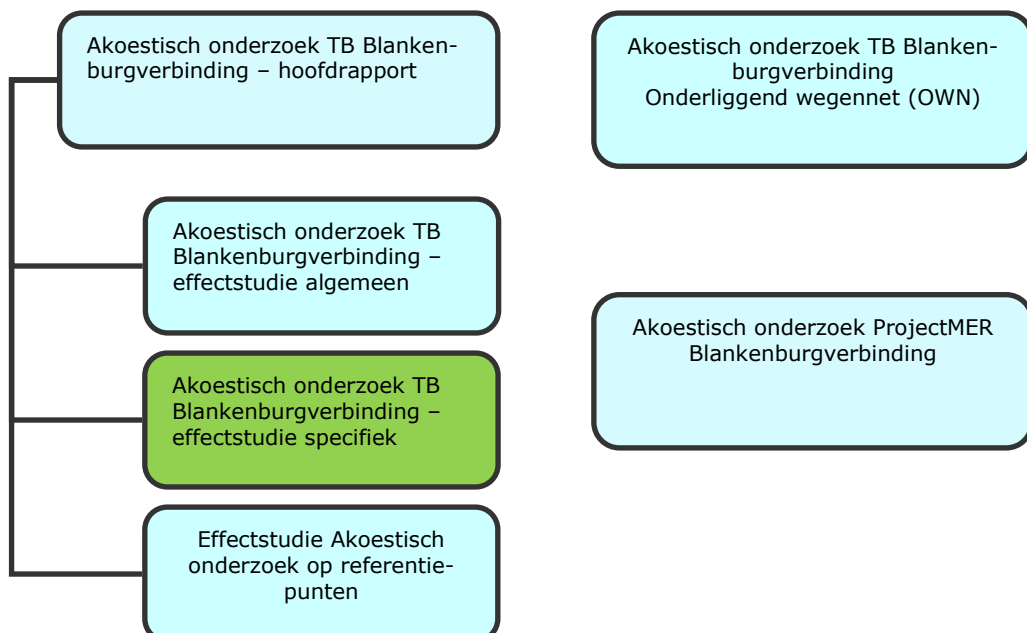 Akoestisch onderzoek TB Blanken-
burgverbinding – hoofdrapport
Akoestisch onderzoek TB Blanken-
burgverbinding
Onderliggend wegennet (OWN)
Akoestisch onderzoek TB
Blankenburgverbinding –
effectstudie algemeen
Akoestisch onderzoek ProjectMER
Blankenburgverbinding
Akoestisch onderzoek TB
Blankenburgverbinding –
effectstudie specifiek
Effectstudie Akoestisch
onderzoek op referentie-
punten